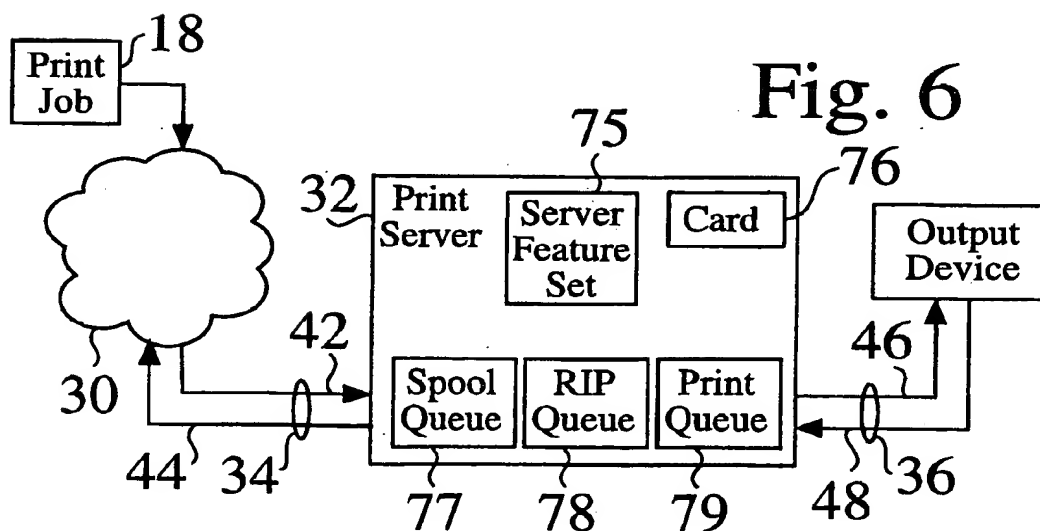 18
Print
Job
Fig. 6
75
76
32
Print
Server
Server
Feature
Set
Card
Output
Device
30
42
46
Spool
Queue
RIP
Queue
Print
Queue
44
34
77
78
79
48
36